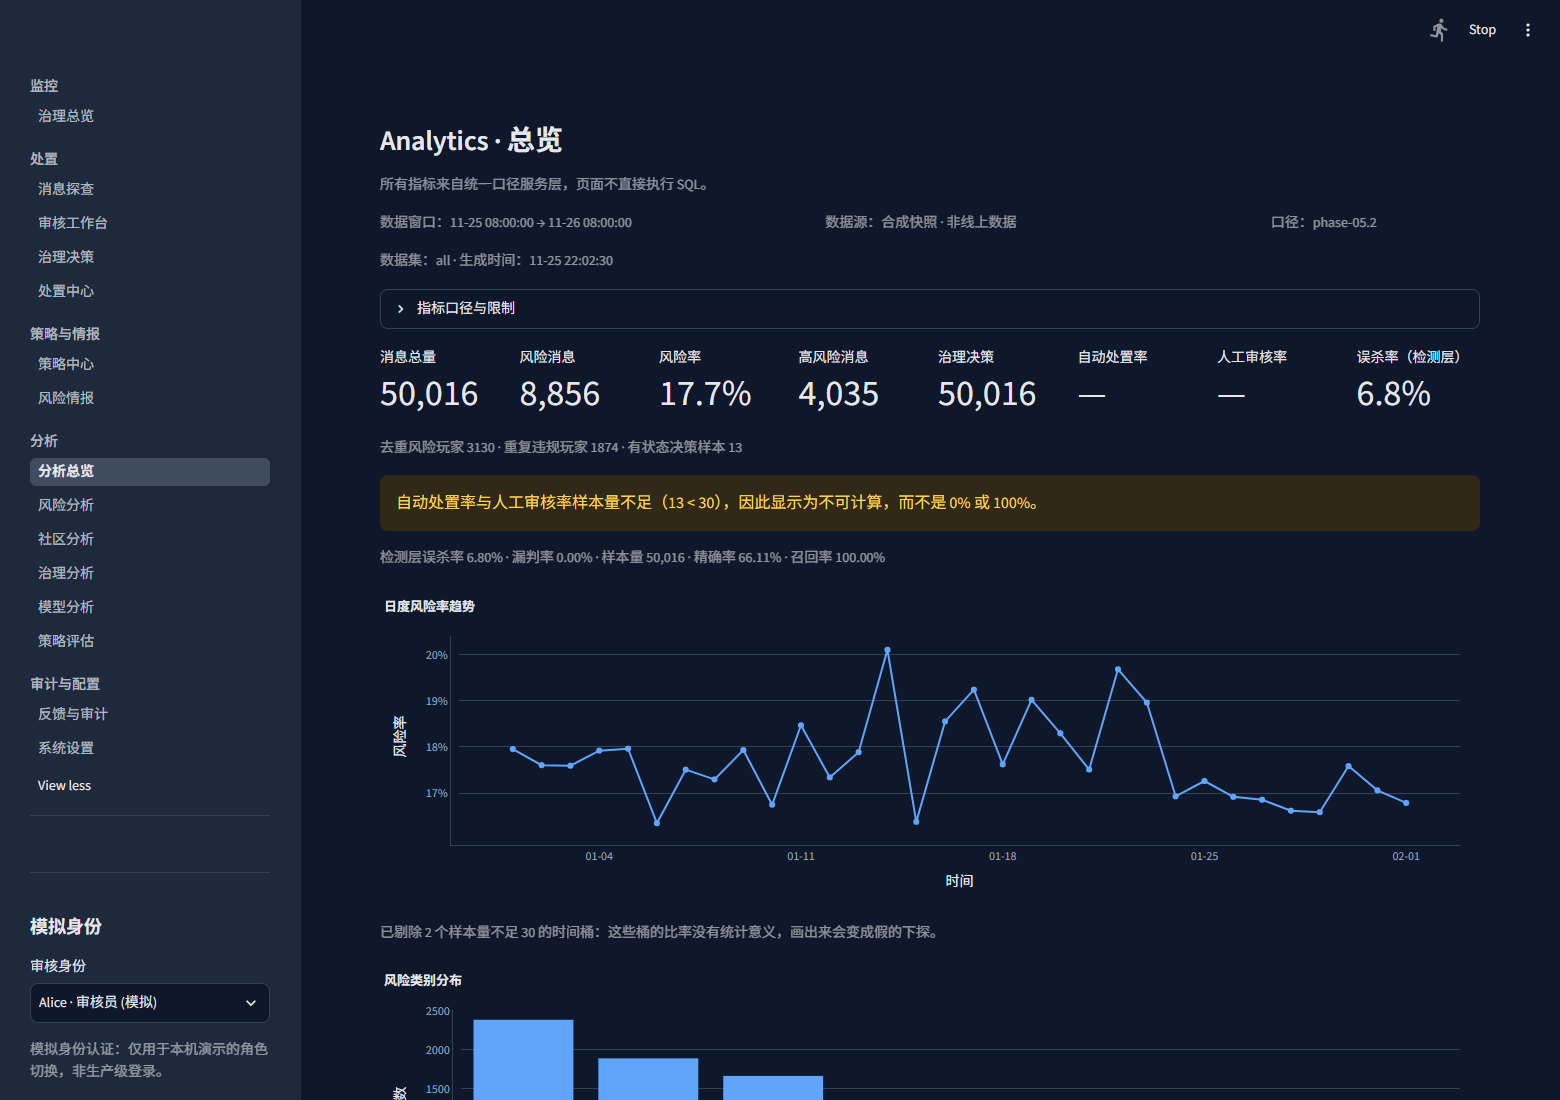 监控
治理总览
处置
消息探查
审核工作台
治理决策
处置中心
策略与情报
策略中心
风险情报
分析
分析总览
风险分析
社区分析
治理分析
模型分析
策略评估
审计与配置
反馈与审计
系统设置
View less
模拟身份
审核身份
Alice · 审核员 (模拟)
模拟身份认证：仅用于本机演示的角色
切换，非生产级登录。
Stop
Analytics · 总览
所有指标来自统一口径服务层，页面不直接执行 SQL。
数据窗口：11-25 08:00:00 → 11-26 08:00:00
数据源：合成快照 · 非线上数据
口径：phase-05.2
数据集：all · 生成时间：11-25 22:02:30
指标口径与限制
消息总量
50,016
风险消息
8,856
风险率
17.7%
高风险消息
4,035
治理决策
50,016
自动处置率
—
人工审核率
—
误杀率（检测层）
6.8%
去重风险玩家 3130 · 重复违规玩家 1874 · 有状态决策样本 13
自动处置率与人工审核率样本量不足（13 < 30），因此显示为不可计算，而不是 0% 或 100%。
检测层误杀率 6.80% · 漏判率 0.00% · 样本量 50,016 · 精确率 66.11% · 召回率 100.00%
日度风险率趋势
风险率
20%
19%
18%
17%
01-04
01-11
01-18
01-25
02-01
时间
已剔除 2 个样本量不足 30 的时间桶：这些桶的比率没有统计意义，画出来会变成假的下探。
风险类别分布
2500
2000
1500
数